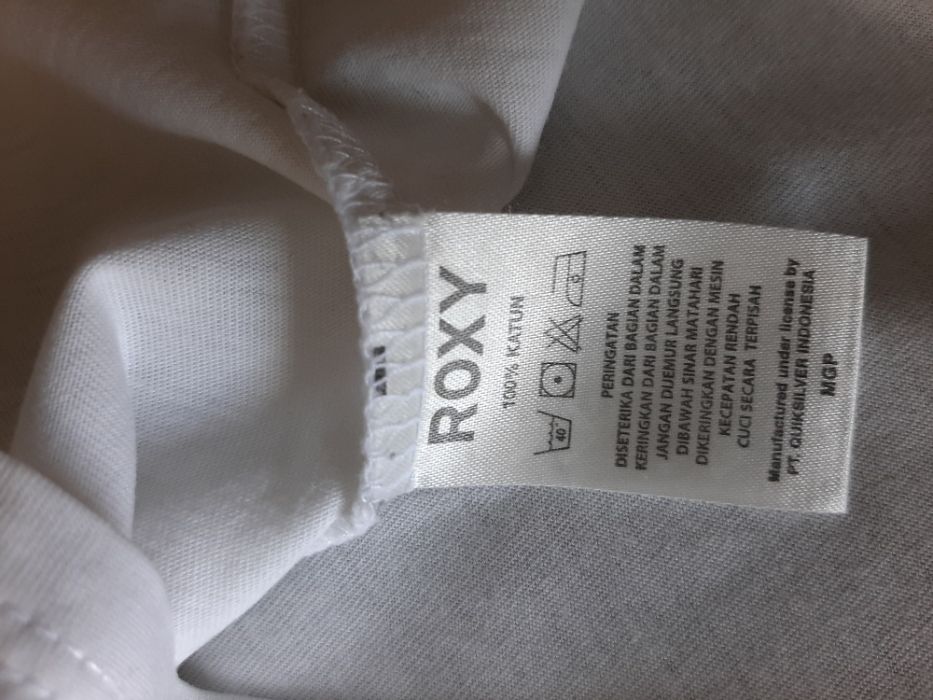 ROXY
100% KATUN
40°
PERINGATAN
DISETERIKA DARI BAGIAN DALAM
KERINGKAN DARI BAGIAN DALAM
JANGAN DIJEMUR LANGSUNG
DIBAWAH SINAR MATAHARI
DIKERINGKAN DENGAN MESIN
KECEPATAN RENDAH
CUCI SECARA TERPISAH
Manufactured under license by
PT. QUIKSILVER INDONESIA
MGP